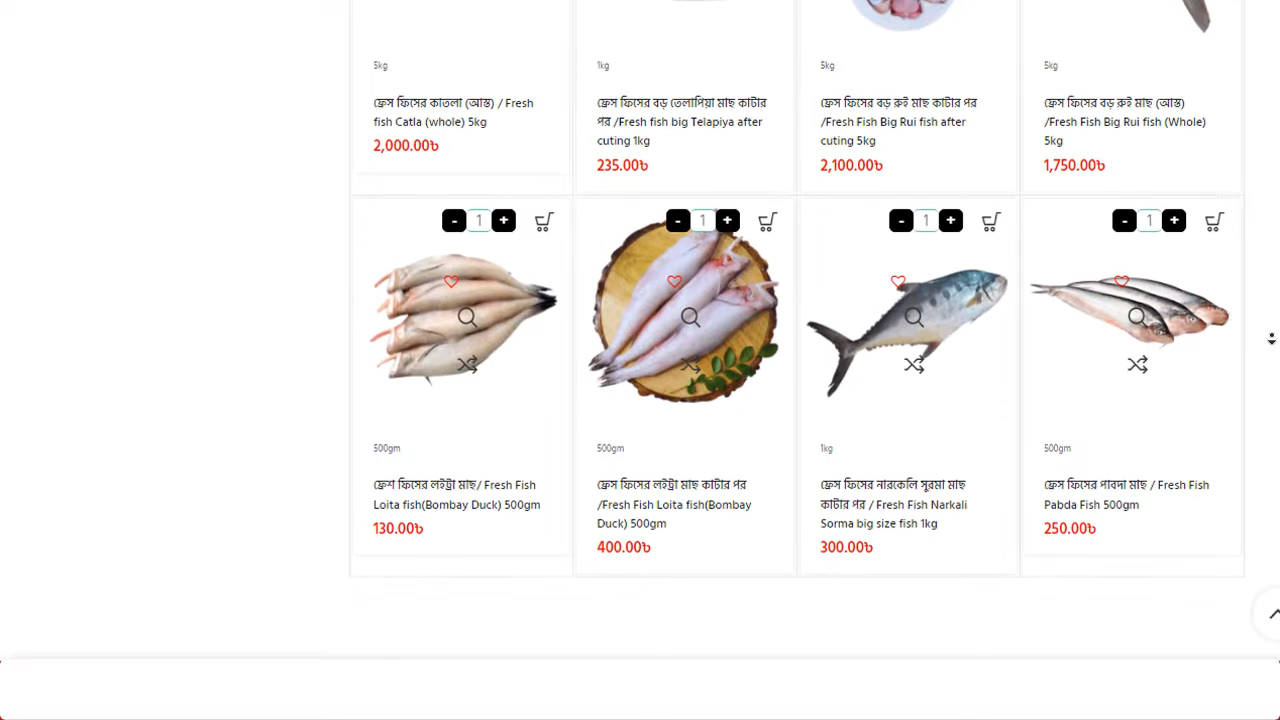 5kg
ফ্রেস ফিসের কাতলা (আস্ত) / Fresh
fish Catla (whole) 5kg
2,000.00৳
1kg
ফ্রেস ফিসের বড় তেলাপিয়া মাছ কাটার
পর /Fresh fish big Telapiya after
cuting 1kg
235.00৳
5kg
ফ্রেস ফিসের বড় রুই মাছ কাটার পর
/Fresh Fish Big Rui fish after
cuting 5kg
2,100.00৳
5kg
ফ্রেস ফিসের বড় রুই মাছ (আস্ত)
/Fresh Fish Big Rui fish (Whole)
5kg
1,750.00৳
- 1 +
500gm
ফ্রেশ ফিসের লইট্রা মাছ/ Fresh Fish
Loita fish(Bombay Duck) 500gm
130.00৳
- 1 +
500gm
ফ্রেস ফিসের লইট্রা মাছ কাটার পর
/Fresh Fish Loita fish(Bombay
Duck) 500gm
400.00৳
- 1 +
1kg
ফ্রেস ফিসের নারকেলি সুরমা মাছ
কাটার পর / Fresh Fish Narkali
Sorma big size fish 1kg
300.00৳
- 1 +
500gm
ফ্রেস ফিসের পাবদা মাছ / Fresh Fish
Pabda Fish 500gm
250.00৳